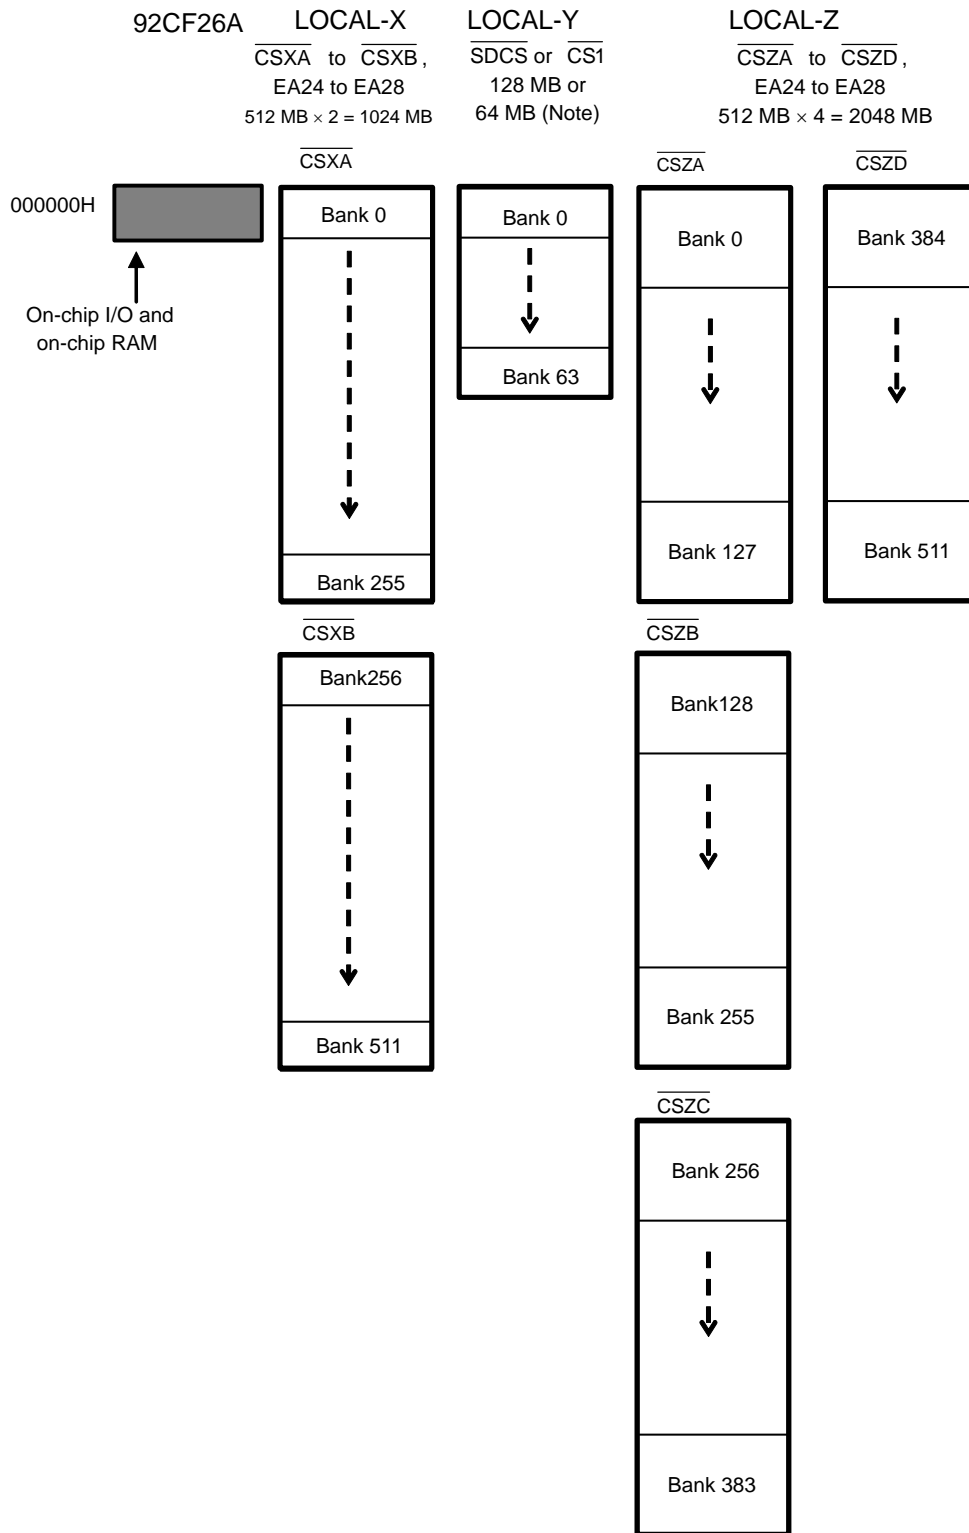 92CF26A
LOCAL-X
CSXA to CSXB,
EA24 to EA28
512 MB × 2 = 1024 MB
LOCAL-Y
SDCS or CS1
128 MB or
64 MB (Note)
LOCAL-Z
CSZA to CSZD,
EA24 to EA28
512 MB × 4 = 2048 MB
000000H
On-chip I/O and
on-chip RAM
CSXA
Bank 0
Bank 255
CSXB
Bank256
Bank 511
Bank 0
Bank 63
CSZA
Bank 0
Bank 127
CSZB
Bank128
Bank 255
CSZC
Bank 256
Bank 383
CSZD
Bank 384
Bank 511